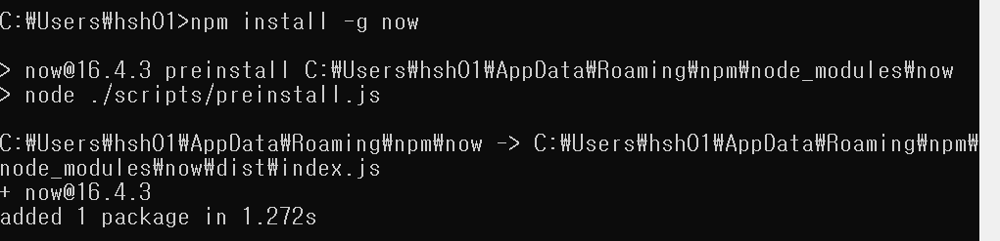 C:₩Users₩hsh01>npm install -g now
> now@16.4.3 preinstall C:₩Users₩hsh01₩AppData₩Roaming₩npm₩node_modules₩now
> node ./scripts/preinstall.js
C:₩Users₩hsh01₩AppData₩Roaming₩npm₩now -> C:₩Users₩hsh01₩AppData₩Roaming₩npm₩
node_modules₩now₩dist₩index.js
+ now@16.4.3
added 1 package in 1.272s